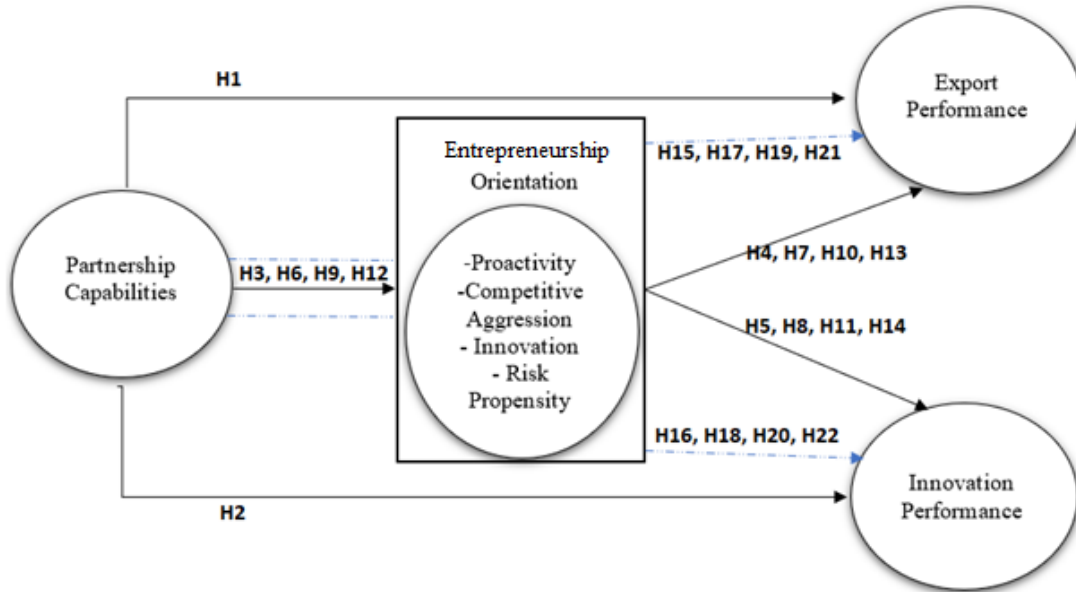 H1
Export
Performance
Entrepreneurship
Orientation
H15, H17, H19, H21
Partnership
Capabilities
H3, H6, H9, H12
-Proactivity
-Competitive
Aggression
- Innovation
- Risk
Propensity
H4, H7, H10, H13
H5, H8, H11, H14
H16, H18, H20, H22
Innovation
Performance
H2